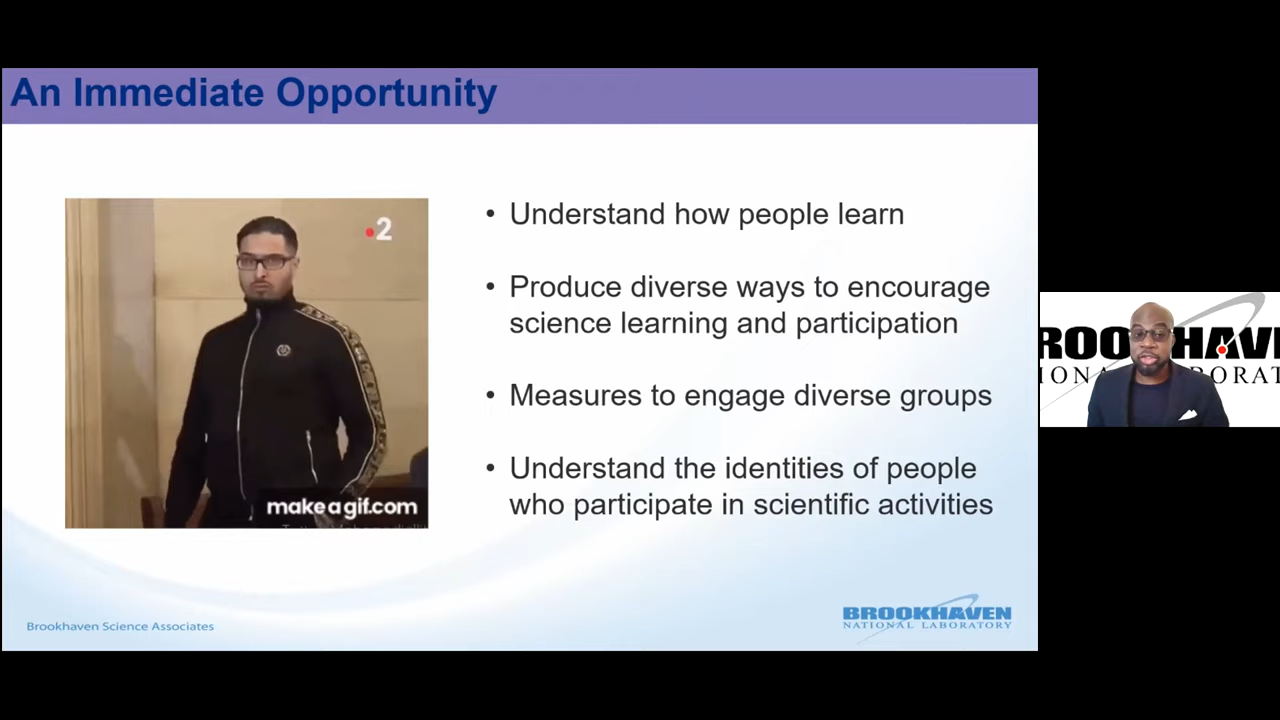 An Immediate Opportunity
2
• Understand how people learn
• Produce diverse ways to encourage
science learning and participation
• Measures to engage diverse groups
• Understand the identities of people
who participate in scientific activities
makeagif.com
Brookhaven Science Associates
BROOKHAVEN
NATIONAL LABORATORY